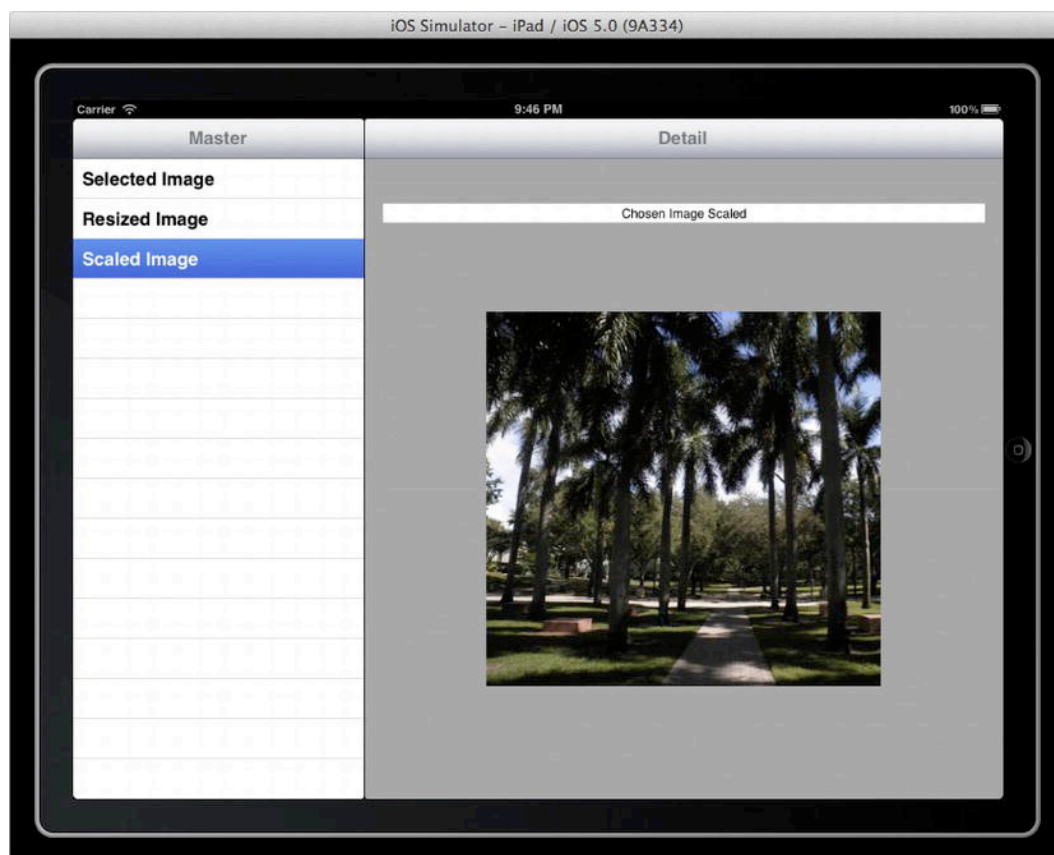 iOS Simulator – iPad / iOS 5.0 (9A334)
Carrier 9:46 PM 100%
Master Detail
Selected Image
Resized Image
Scaled Image
Chosen Image Scaled